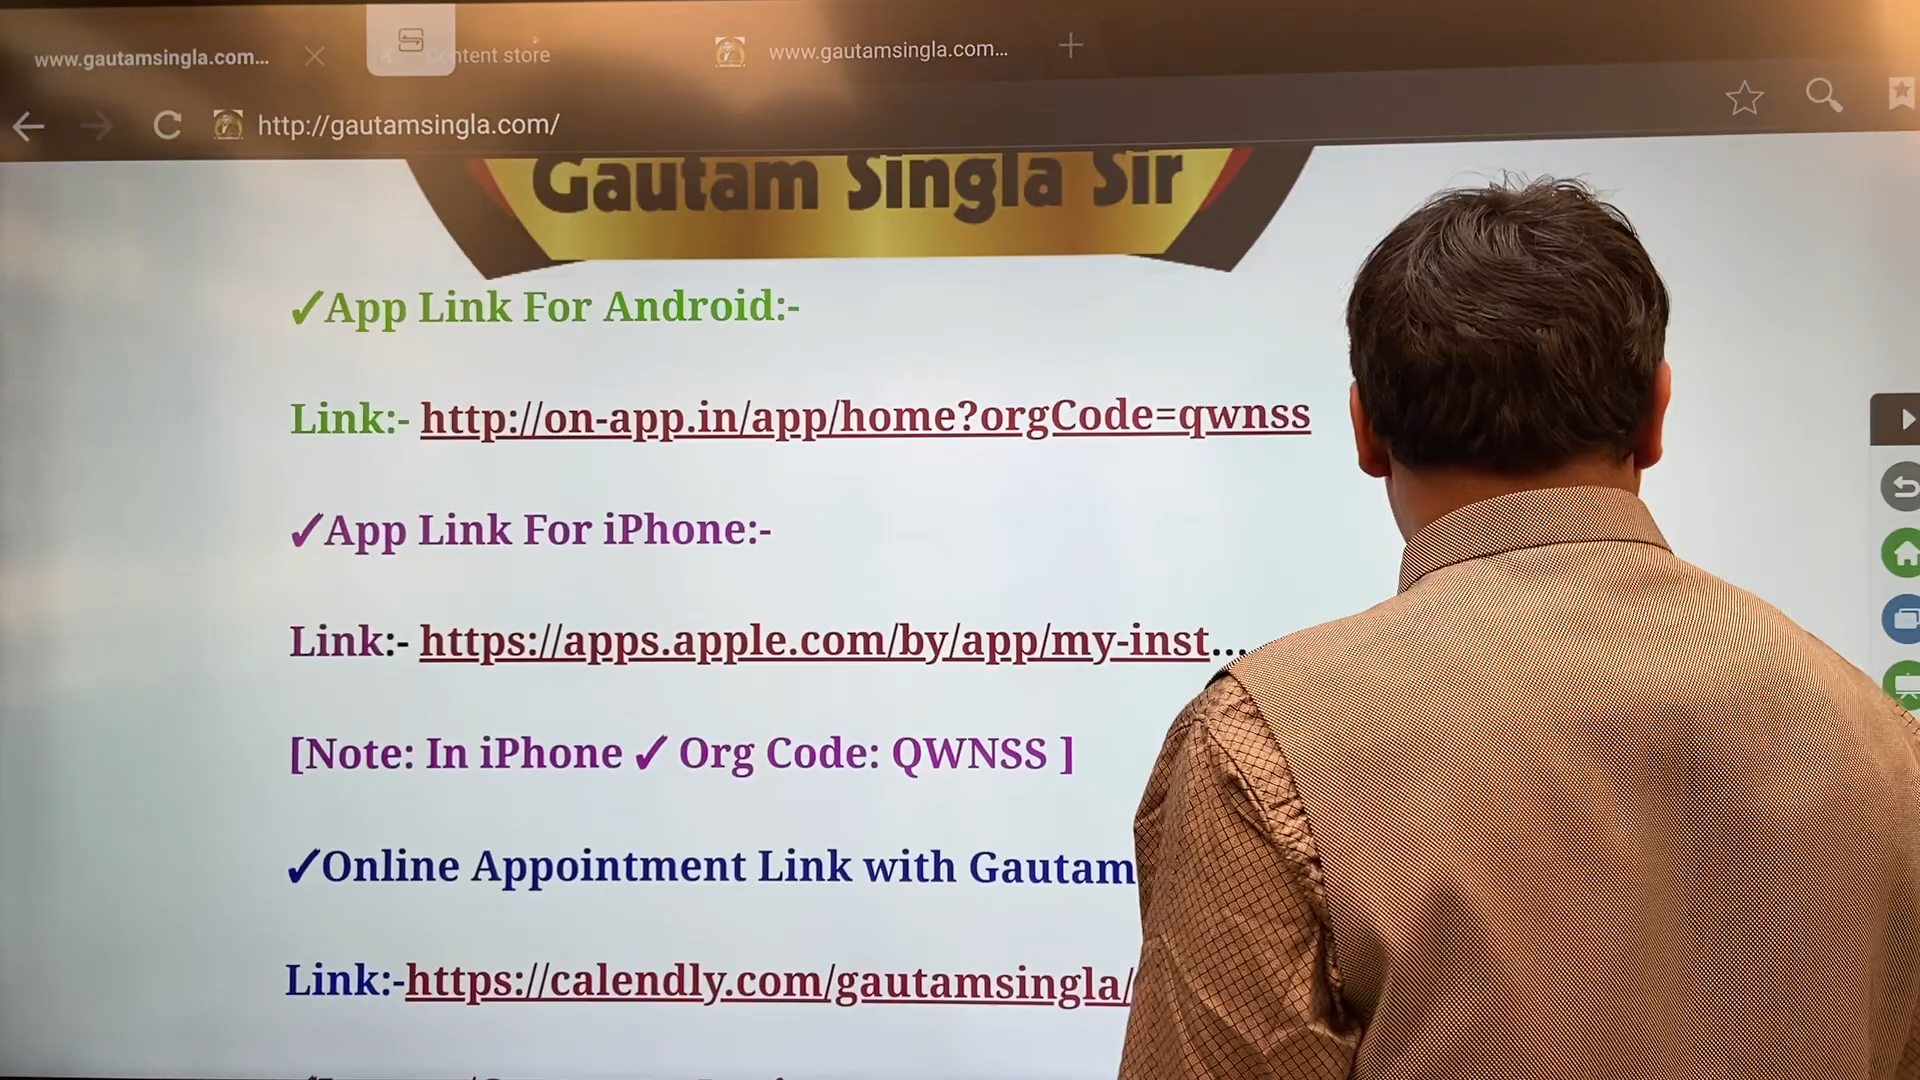 www.gautamsingla.com...
Content store
www.gautamsingla.com...
http://gautamsingla.com/
Gautam Singla Sir
✓App Link For Android:-
Link:- http://on-app.in/app/home?orgCode=qwnss
✓App Link For iPhone:-
Link:- https://apps.apple.com/by/app/my-inst...
[Note: In iPhone ✓ Org Code: QWNSS ]
✓Online Appointment Link with Gautam
Link:-https://calendly.com/gautamsingla/